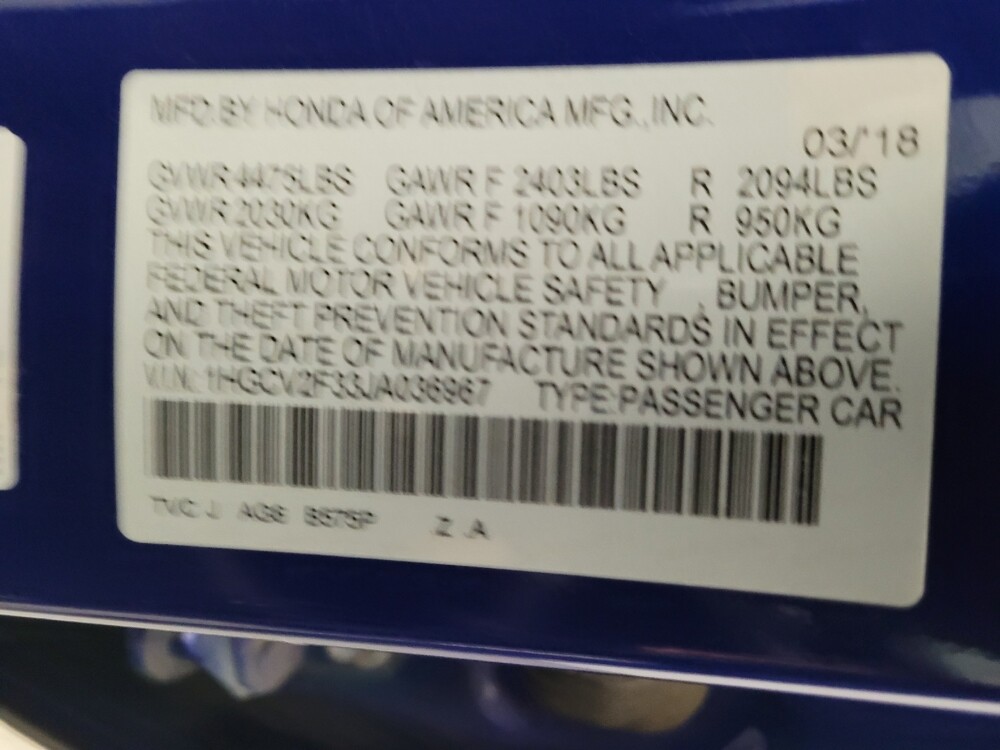 MFD. BY HONDA OF AMERICA MFG., INC.
03/'18
GVWR 4475LBS GAWR F 2403LBS R 2094LBS
GVWR 2030KG GAWR F 1090KG R 950KG
THIS VEHICLE CONFORMS TO ALL APPLICABLE
FEDERAL MOTOR VEHICLE SAFETY , BUMPER,
AND THEFT PREVENTION STANDARDS IN EFFECT
ON THE DATE OF MANUFACTURE SHOWN ABOVE.
V.I.N.: 1HGCV2F33JA036967 TYPE:PASSENGER CAR
B575P Z .A